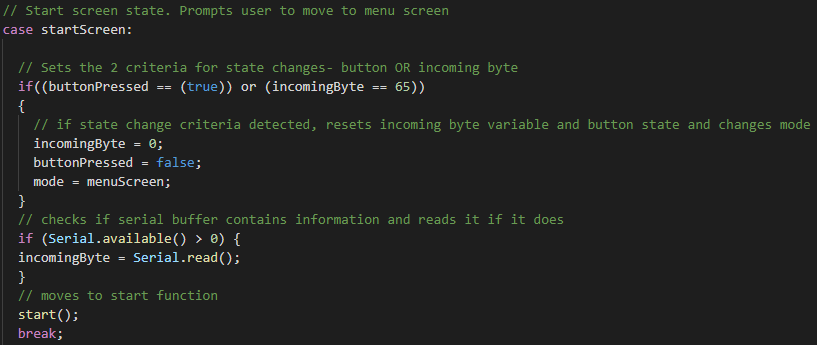 // Start screen state. Prompts user to move to menu screen
case startScreen:
// Sets the 2 criteria for state changes- button OR incoming byte
if((buttonPressed == (true)) or (incomingByte == 65))
{
// if state change criteria detected, resets incoming byte variable and button state and changes mode
incomingByte = 0;
buttonPressed = false;
mode = menuScreen;
}
// checks if serial buffer contains information and reads it if it does
if (Serial.available() > 0) {
incomingByte = Serial.read();
}
// moves to start function
start();
break;